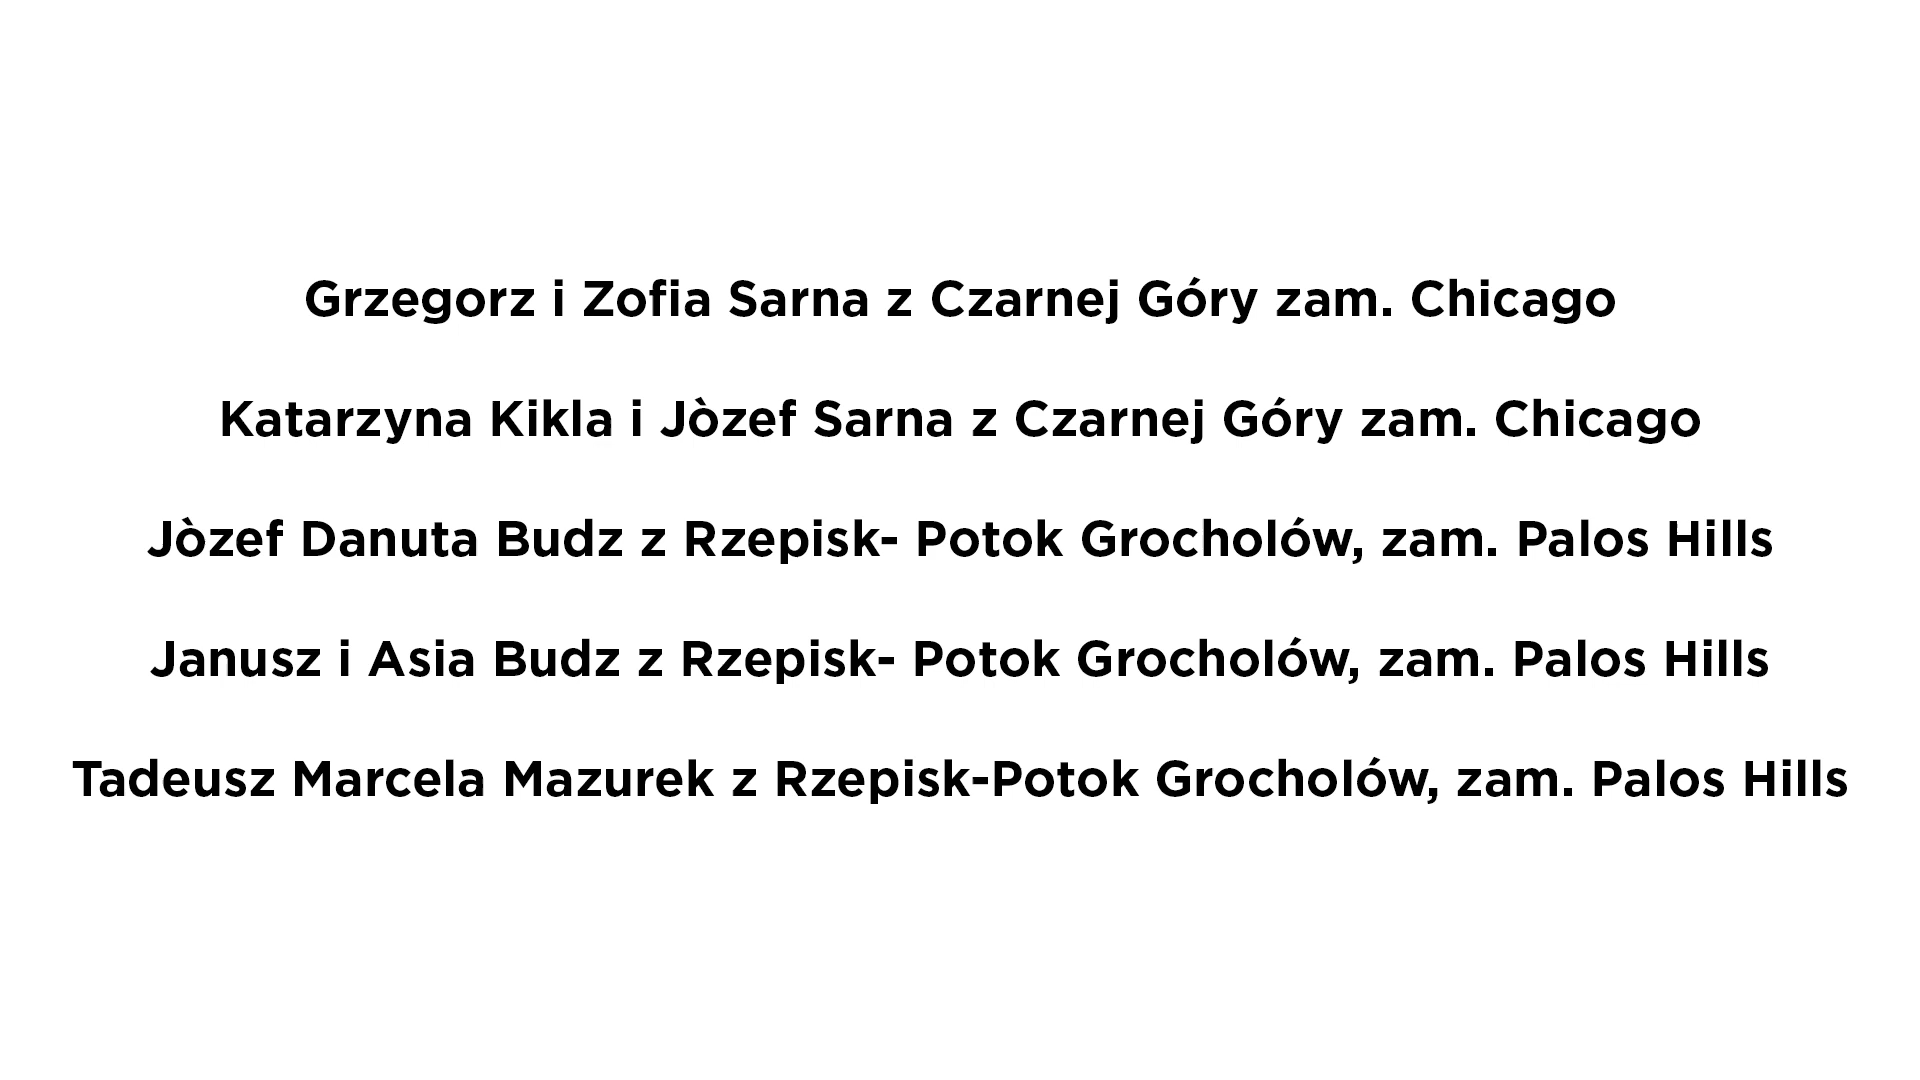 Grzegorz i Zofia Sarna z Czarnej Góry zam. Chicago
Katarzyna Kikla i Jòzef Sarna z Czarnej Góry zam. Chicago
Jòzef Danuta Budz z Rzepisk- Potok Grocholów, zam. Palos Hills
Janusz i Asia Budz z Rzepisk- Potok Grocholów, zam. Palos Hills
Tadeusz Marcela Mazurek z Rzepisk-Potok Grocholów, zam. Palos Hills